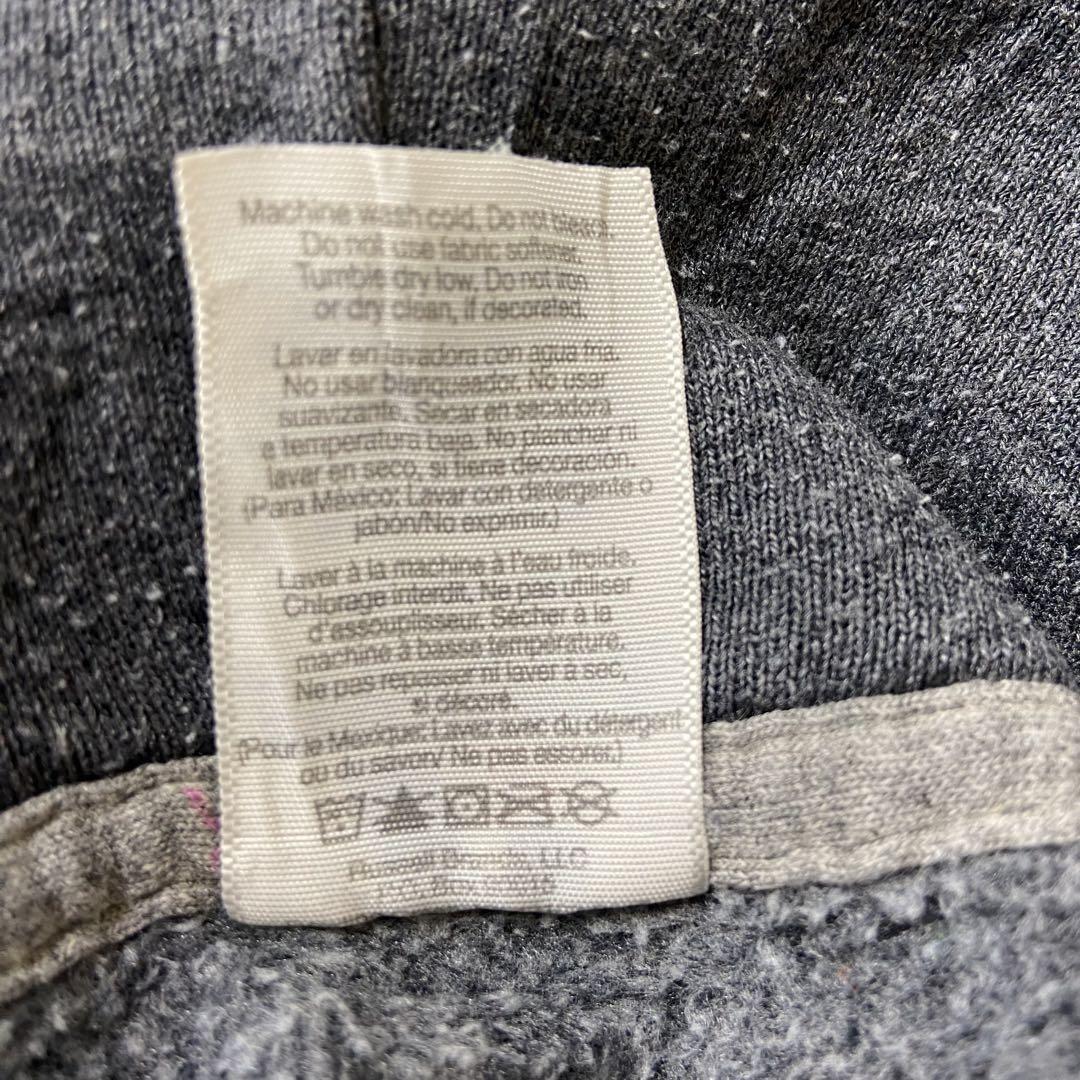 Machine wash cold. Do not bleach.
Do not use fabric softener.
Tumble dry low. Do not iron
or dry clean, if decorated.
Lavar en lavadora con agua fria.
No usar blanqueador. No usar
suavizante. Secar en secadora
a temperatura baja. No planchar ni
lavar en seco, si tiene decoración.
(Para México: Lavar con detergente o
jabón/No exprimir.)
Laver à la machine à l'eau froide.
Chlorage interdit. Ne pas utiliser
d'assouplisseur. Sécher à la
machine à basse température.
Ne pas repasser ni laver à sec,
si décoré.
(Pour le Mexique: Laver avec du détergent
ou du savon/ Ne pas essorer.)
Russell Brands, LLC
Box